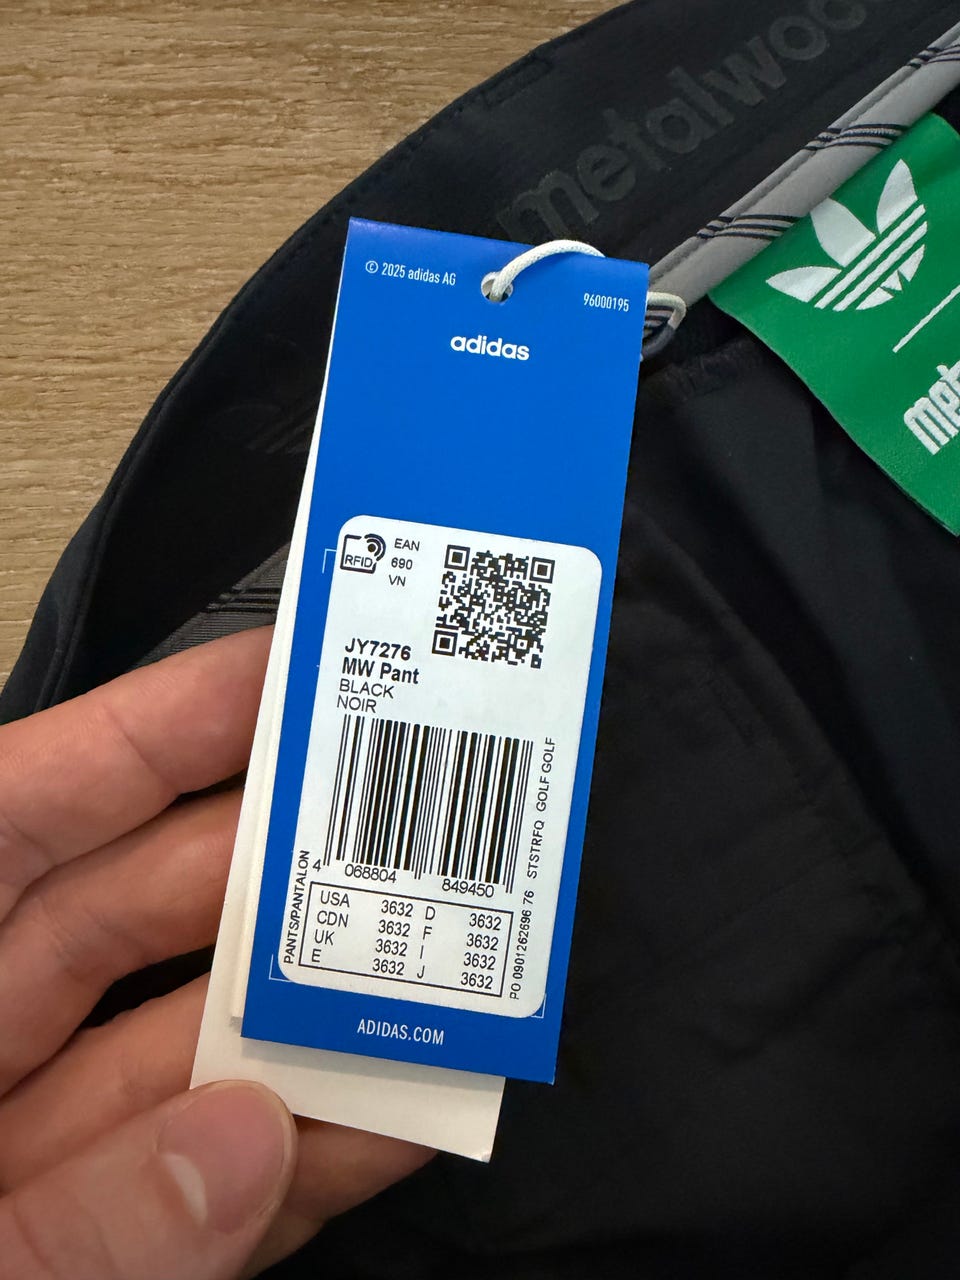 metalwoo
© 2025 adidas AG
96000195
adidas
RFID
EAN
690
VN
JY7276
MW Pant
BLACK
NOIR
4 068804 849450
PANTS/PANTALON
PO 0901262696 76 STSTRFQ GOLF GOLF
USA 3632 D 3632
CDN 3632 F 3632
UK 3632 I 3632
E 3632 J 3632
ADIDAS.COM
met